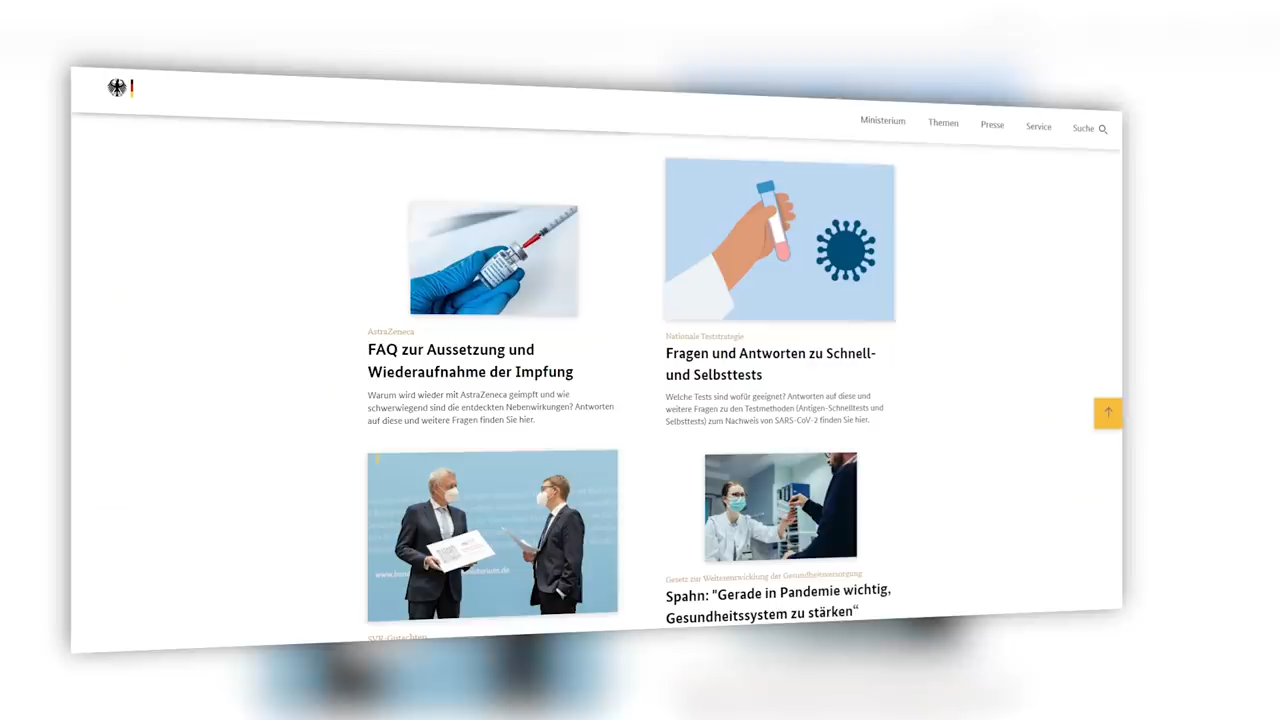 Ministerium Themen Presse Service Suche
AstraZeneca
FAQ zur Aussetzung und
Wiederaufnahme der Impfung
Warum wird wieder mit AstraZeneca geimpft und wie
schwerwiegend sind die entdeckten Nebenwirkungen? Antworten
auf diese und weitere Fragen finden Sie hier.
Nationale Teststrategie
Fragen und Antworten zu Schnell-
und Selbsttests
Welche Tests sind wofür geeignet? Antworten auf diese und
weitere Fragen zu den Testmethoden (Antigen-Schnelltests und
Selbsttests) zum Nachweis von SARS-CoV-2 finden Sie hier.
SVR-Gutachten
Gesetz zur Weiterentwicklung der Gesundheitsversorgung
Spahn: "Gerade in Pandemie wichtig,
Gesundheitssystem zu stärken“